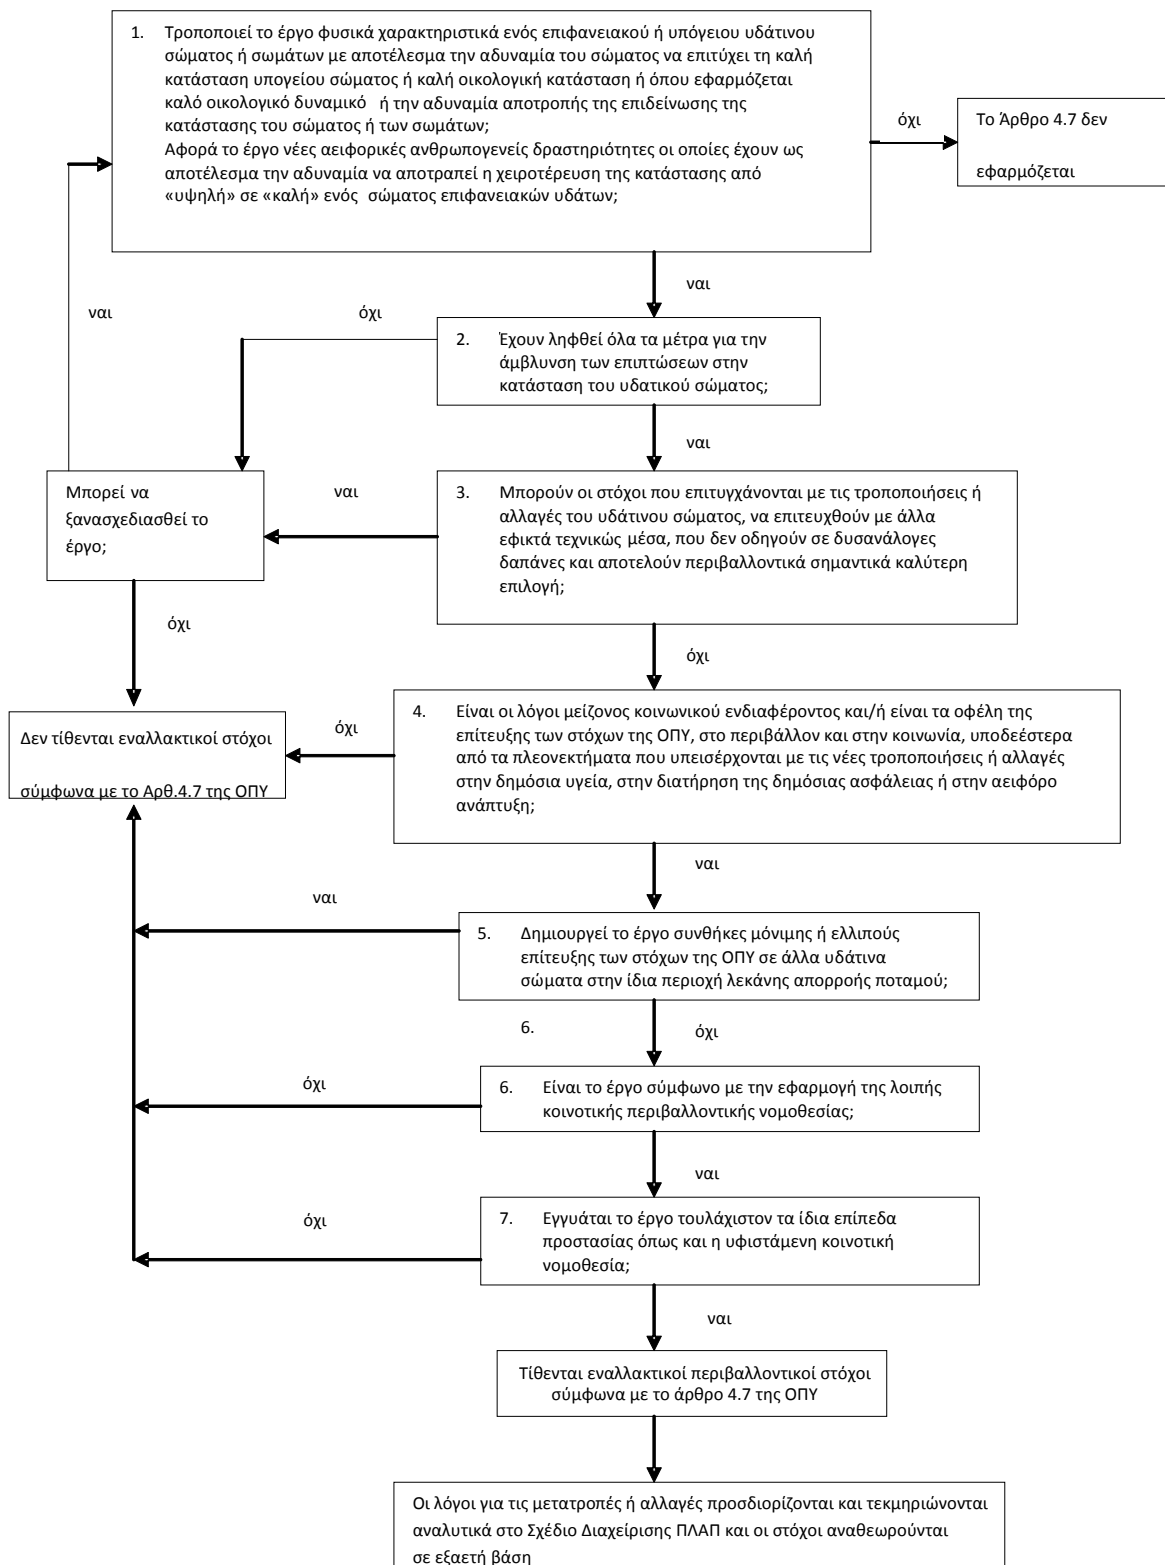 1. Τροποποιεί το έργο φυσικά χαρακτηριστικά ενός επιφανειακού ή υπόγειου υδάτινου
σώματος ή σωμάτων με αποτέλεσμα την αδυναμία του σώματος να επιτύχει τη καλή
κατάσταση υπογείου σώματος ή καλή οικολογική κατάσταση ή όπου εφαρμόζεται
καλό οικολογικό δυναμικό ή την αδυναμία αποτροπής της επιδείνωσης της
κατάστασης του σώματος ή των σωμάτων;
Αφορά το έργο νέες αειφορικές ανθρωπογενείς δραστηριότητες οι οποίες έχουν ως
αποτέλεσμα την αδυναμία να αποτραπεί η χειροτέρευση της κατάστασης από
«υψηλή» σε «καλή» ενός σώματος επιφανειακών υδάτων;
όχι
Το Άρθρο 4.7 δεν
εφαρμόζεται
ναι
ναι
όχι
2. Έχουν ληφθεί όλα τα μέτρα για την
άμβλυνση των επιπτώσεων στην
κατάσταση του υδατικού σώματος;
ναι
Μπορεί να
ξανασχεδιασθεί το
έργο;
ναι
3. Μπορούν οι στόχοι που επιτυγχάνονται με τις τροποποιήσεις ή
αλλαγές του υδάτινου σώματος, να επιτευχθούν με άλλα
εφικτά τεχνικώς μέσα, που δεν οδηγούν σε δυσανάλογες
δαπάνες και αποτελούν περιβαλλοντικά σημαντικά καλύτερη
επιλογή;
όχι
όχι
Δεν τίθενται εναλλακτικοί στόχοι
σύμφωνα με το Αρθ.4.7 της ΟΠΥ
όχι
4. Είναι οι λόγοι μείζονος κοινωνικού ενδιαφέροντος και/ή είναι τα οφέλη της
επίτευξης των στόχων της ΟΠΥ, στο περιβάλλον και στην κοινωνία, υποδεέστερα
από τα πλεονεκτήματα που υπεισέρχονται με τις νέες τροποποιήσεις ή αλλαγές
στην δημόσια υγεία, στην διατήρηση της δημόσιας ασφάλειας ή στην αειφόρο
ανάπτυξη;
ναι
ναι
5. Δημιουργεί το έργο συνθήκες μόνιμης ή ελλιπούς
επίτευξης των στόχων της ΟΠΥ σε άλλα υδάτινα
σώματα στην ίδια περιοχή λεκάνης απορροής ποταμού;
6.
όχι
όχι
6. Είναι το έργο σύμφωνο με την εφαρμογή της λοιπής
κοινοτικής περιβαλλοντικής νομοθεσίας;
ναι
όχι
7. Εγγυάται το έργο τουλάχιστον τα ίδια επίπεδα
προστασίας όπως και η υφιστάμενη κοινοτική
νομοθεσία;
ναι
Τίθενται εναλλακτικοί περιβαλλοντικοί στόχοι
σύμφωνα με το άρθρο 4.7 της ΟΠΥ
Οι λόγοι για τις μετατροπές ή αλλαγές προσδιορίζονται και τεκμηριώνονται
αναλυτικά στο Σχέδιο Διαχείρισης ΠΛΑΠ και οι στόχοι αναθεωρούνται
σε εξαετή βάση